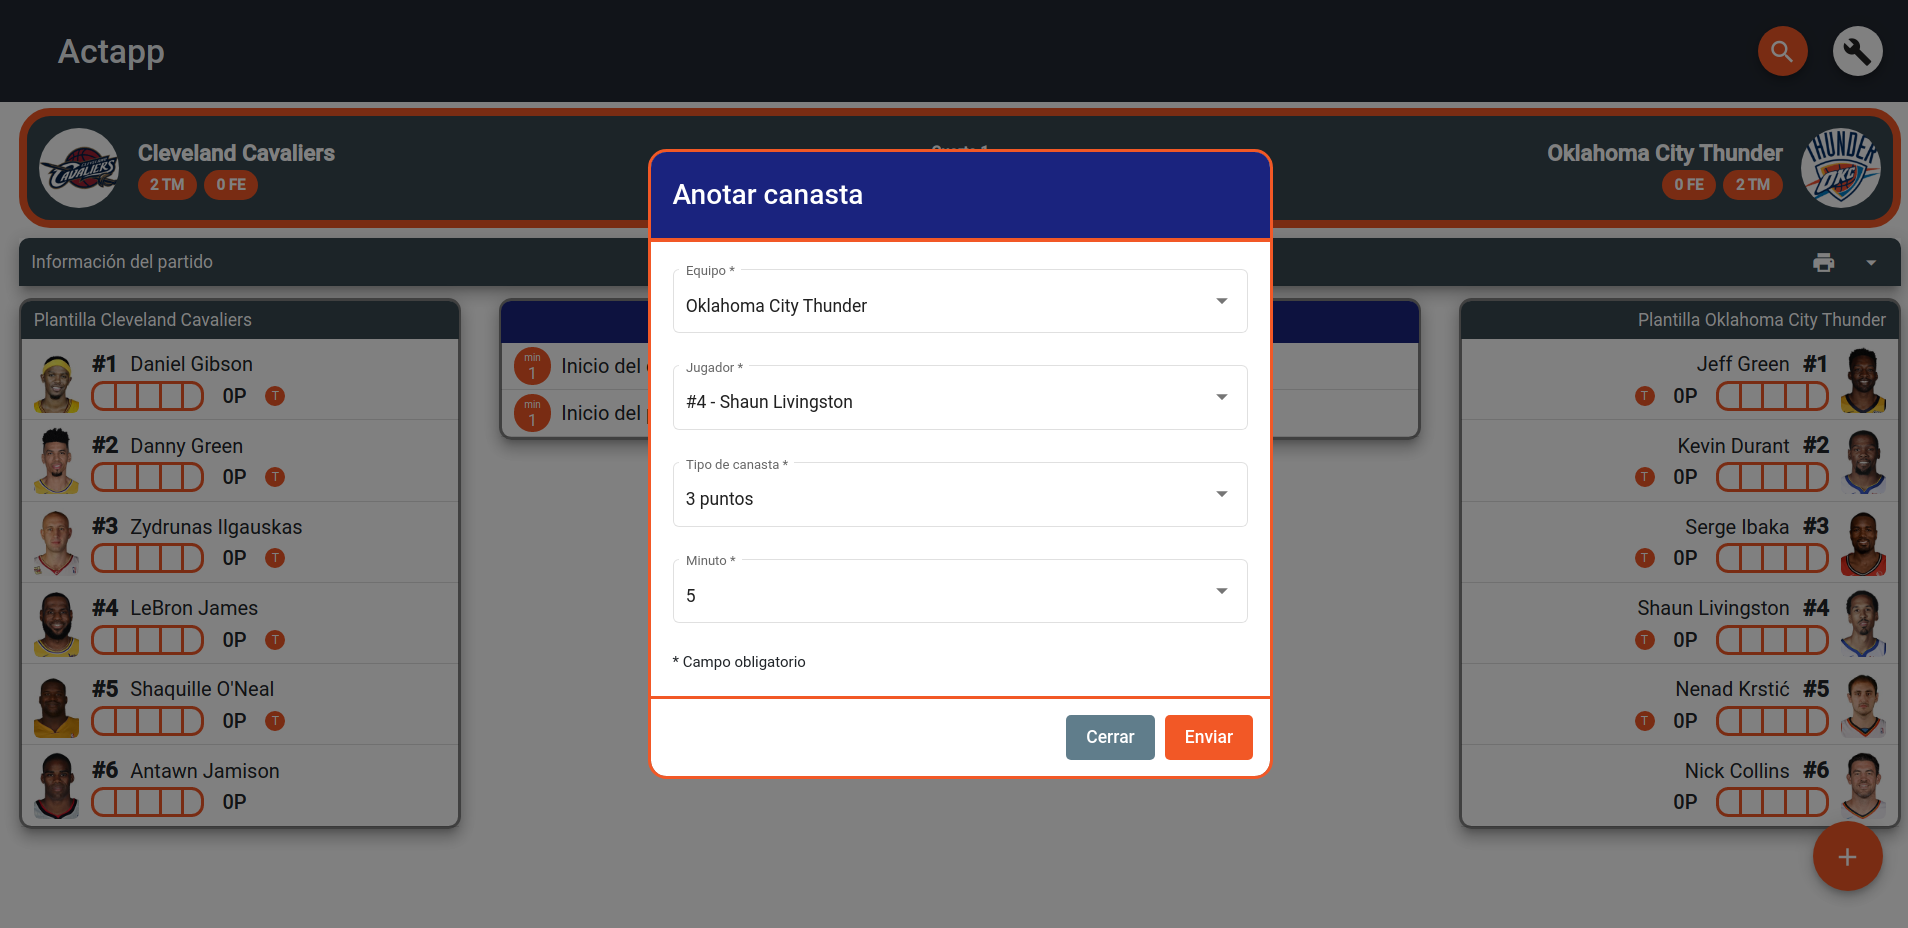 Actapp
Cleveland Cavaliers
2 TM
0 FE
Oklahoma City Thunder
0 FE
2 TM
CAVALIERS
THUNDER
OKC
Información del partido
Plantilla Cleveland Cavaliers
#1 Daniel Gibson
0P T
#2 Danny Green
0P T
#3 Zydrunas Ilgauskas
0P T
#4 LeBron James
0P T
#5 Shaquille O'Neal
0P T
#6 Antawn Jamison
0P
min
1
Inicio del
min
1
Inicio del
Anotar canasta
Equipo *
Oklahoma City Thunder
Jugador *
#4 - Shaun Livingston
Tipo de canasta *
3 puntos
Minuto *
5
* Campo obligatorio
Cerrar
Enviar
Plantilla Oklahoma City Thunder
Jeff Green #1
T 0P
Kevin Durant #2
T 0P
Serge Ibaka #3
T 0P
Shaun Livingston #4
T 0P
Nenad Krstić #5
T 0P
Nick Collins #6
0P
+